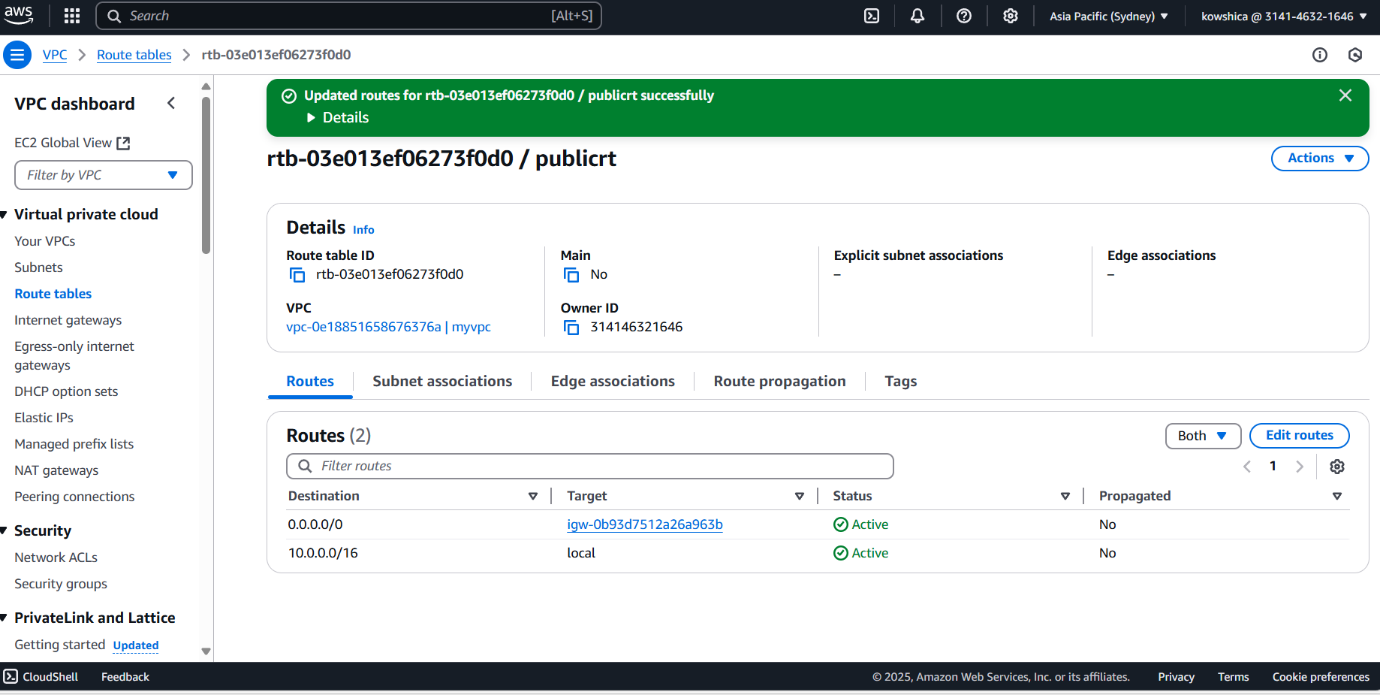 aws
Search [Alt+S] Asia Pacific (Sydney) kowshica @ 3141-4632-1646
VPC Route tables rtb-03e013ef06273f0d0
VPC dashboard
EC2 Global View
Filter by VPC
Virtual private cloud
Your VPCs
Subnets
Route tables
Internet gateways
Egress-only internet
gateways
DHCP option sets
Elastic IPs
Managed prefix lists
NAT gateways
Peering connections
Security
Network ACLs
Security groups
PrivateLink and Lattice
Getting started Updated
Updated routes for rtb-03e013ef06273f0d0 / publicrt successfully
Details
rtb-03e013ef06273f0d0 / publicrt
Actions
Details Info
Route table ID
rtb-03e013ef06273f0d0
VPC
vpc-0e18851658676376a | myvpc
Main
No
Owner ID
314146321646
Explicit subnet associations
–
Edge associations
–
Routes Subnet associations Edge associations Route propagation Tags
Routes (2)
Both Edit routes
Filter routes
1
Destination Target Status Propagated
0.0.0.0/0 igw-0b93d7512a26a963b Active No
10.0.0.0/16 local Active No
CloudShell Feedback © 2025, Amazon Web Services, Inc. or its affiliates. Privacy Terms Cookie preferences